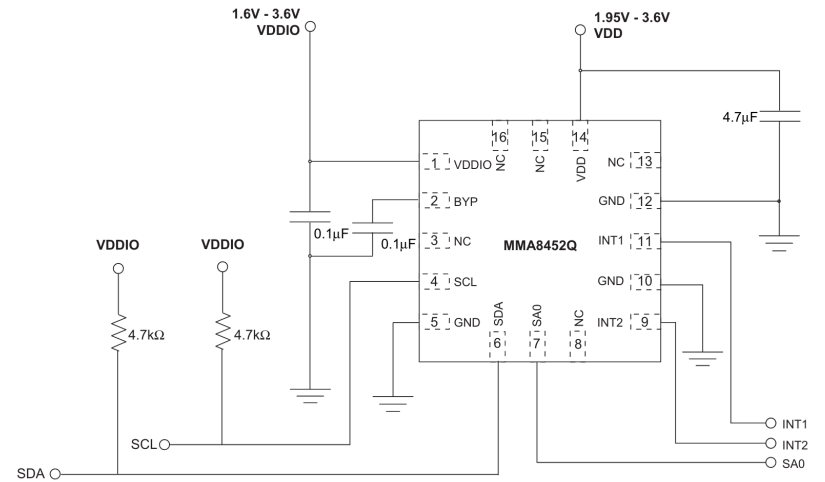 1.6V - 3.6V
VDDIO
1.95V - 3.6V
VDD
4.7μF
16 NC
15 NC
14 VDD
1 VDDIO
NC 13
2 BYP
GND 12
0.1μF
0.1μF
3 NC
MMA8452Q
INT1 11
VDDIO
VDDIO
4 SCL
GND 10
5 GND
SDA 6
SA0 7
NC 8
INT2 9
4.7kΩ
4.7kΩ
INT1
SCL
INT2
SDA
SA0